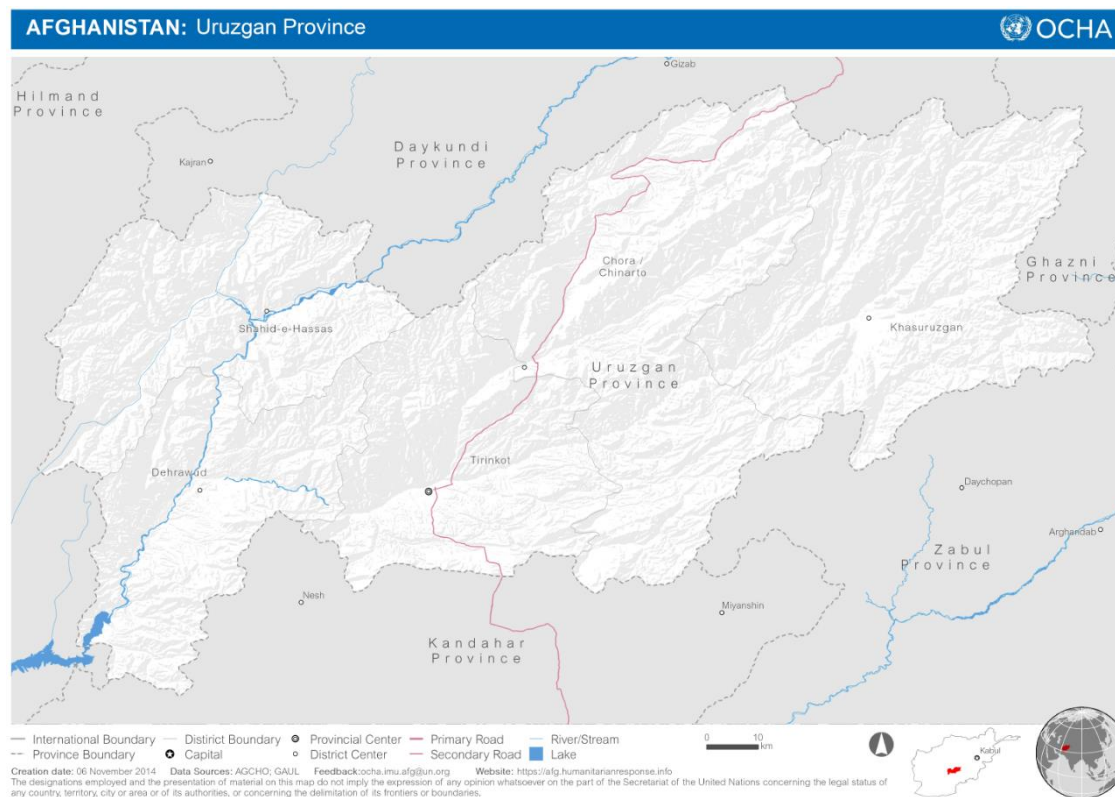 AFGHANISTAN: Uruzgan Province
OCHA
Gizab
Hilmand
Province
Daykundi
Province
Kajran
Ghazni
Province
Chora /
Chinarto
Shahid-e-Hassas
Khasuruzgan
Uruzgan
Province
Tirinkot
Dehrawud
Daychopan
Arghandab
Zabul
Province
Nesh
Miyanshin
Kandahar
Province
International Boundary
District Boundary
Provincial Center
Primary Road
River/Stream
0
10
km
Province Boundary
Capital
District Center
Secondary Road
Lake
Kabul
Creation date: 06 November 2014 Data Sources: AGCHO; GAUL Feedback:ocha.imu.afg@un.org Website: https://afg.humanitarianresponse.info
The designations employed and the presentation of material on this map do not imply the expression of any opinion whatsoever on the part of the Secretariat of the United Nations concerning the legal status of
any country, territory, city or area or of its authorities, or concerning the delimitation of its frontiers or boundaries.